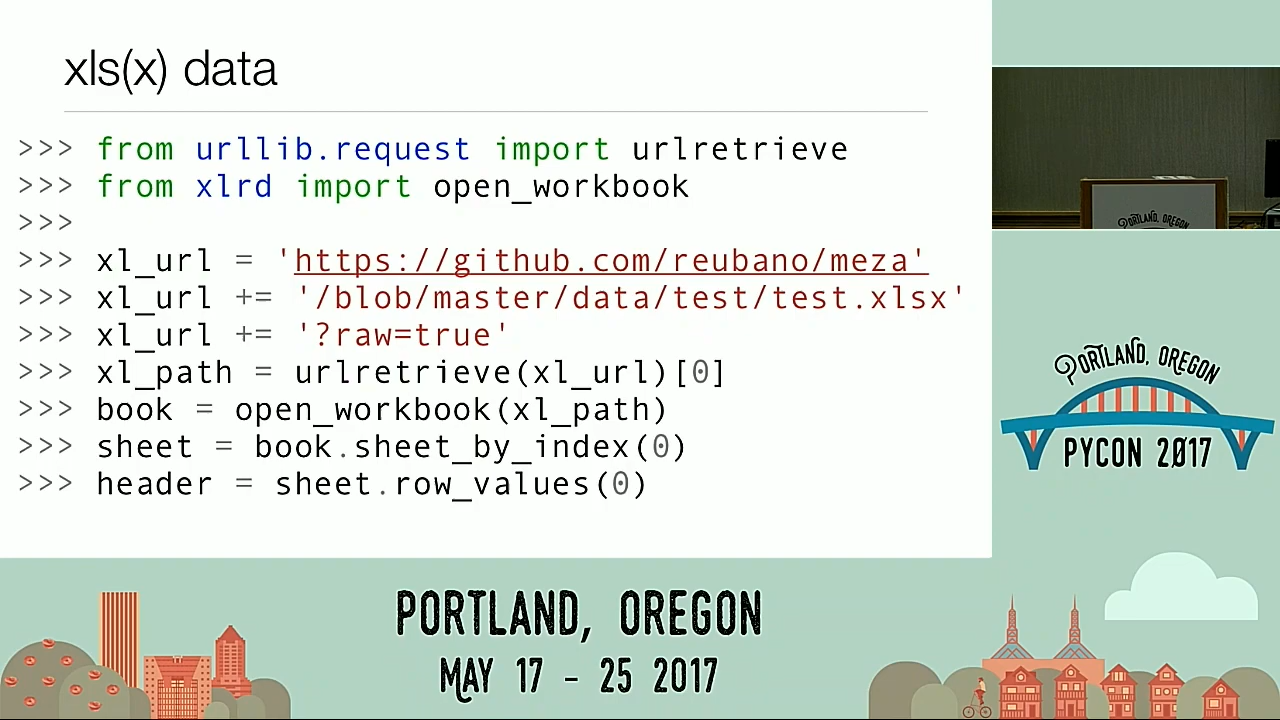 xls(x) data
>>> from urllib.request import urlretrieve
>>> from xlrd import open_workbook
>>>
>>> xl_url = 'https://github.com/reubano/meza'
>>> xl_url += '/blob/master/data/test/test.xlsx'
>>> xl_url += '?raw=true'
>>> xl_path = urlretrieve(xl_url)[0]
>>> book = open_workbook(xl_path)
>>> sheet = book.sheet_by_index(0)
>>> header = sheet.row_values(0)
PORTLAND, OREGON
PORTLAND, OREGON
PYCON 2017
PORTLAND, OREGON
MAY 17 - 25 2017